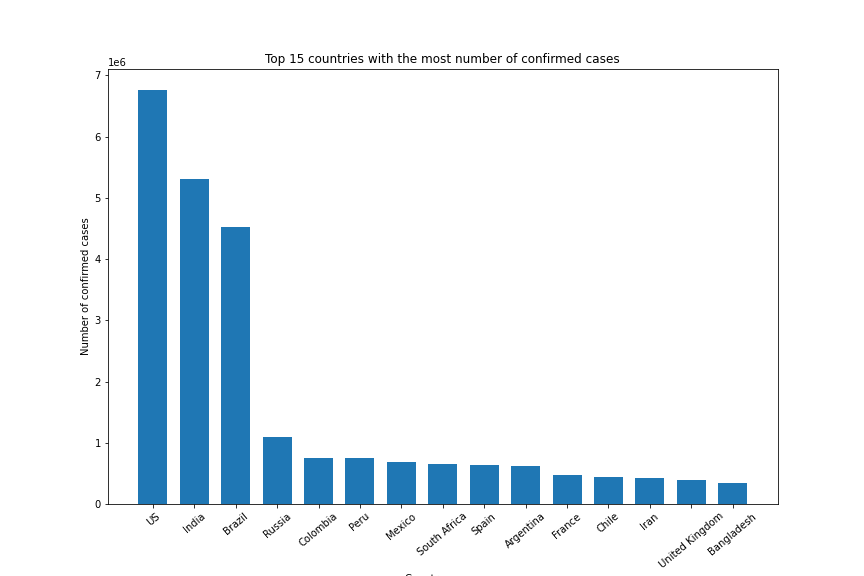 Top 15 countries with the most number of confirmed cases
1e6
7
6
5
4
3
2
1
0
Number of confirmed cases
US
India
Brazil
Russia
Colombia
Peru
Mexico
South Africa
Spain
Argentina
France
Chile
Iran
United Kingdom
Bangladesh